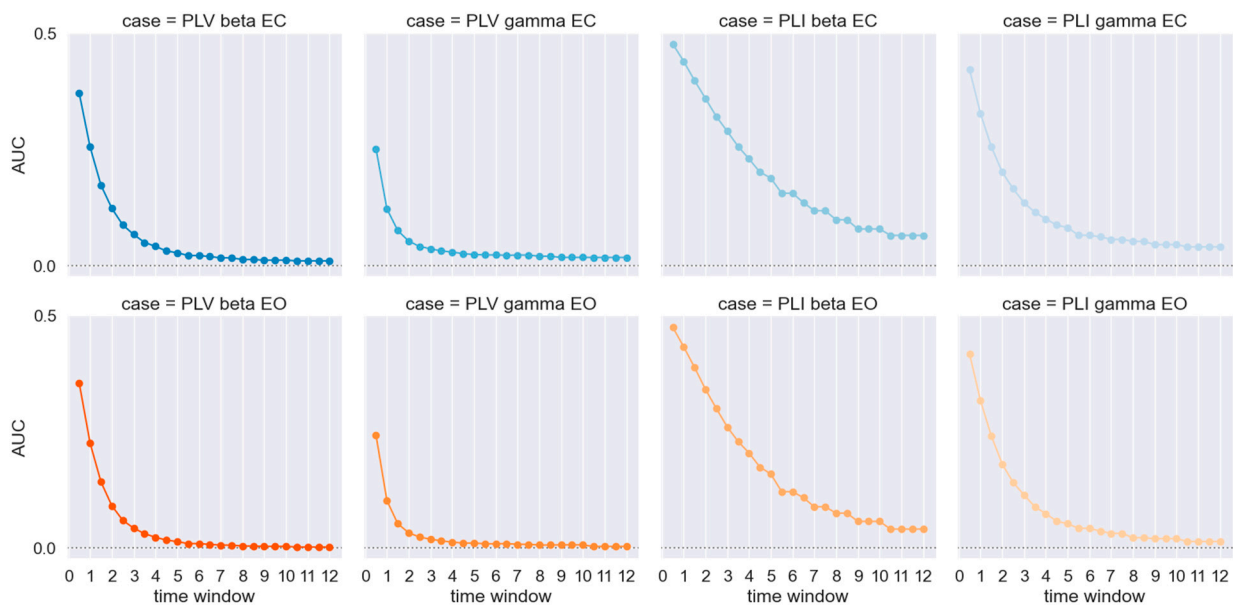 case = PLV beta EC case = PLV gamma EC case = PLI beta EC case = PLI gamma EC
0.5
AUC
0.0
case = PLV beta EO case = PLV gamma EO case = PLI beta EO case = PLI gamma EO
0.5
AUC
0.0
0 1 2 3 4 5 6 7 8 9 10 11 12 0 1 2 3 4 5 6 7 8 9 10 11 12 0 1 2 3 4 5 6 7 8 9 10 11 12 0 1 2 3 4 5 6 7 8 9 10 11 12
time window time window time window time window